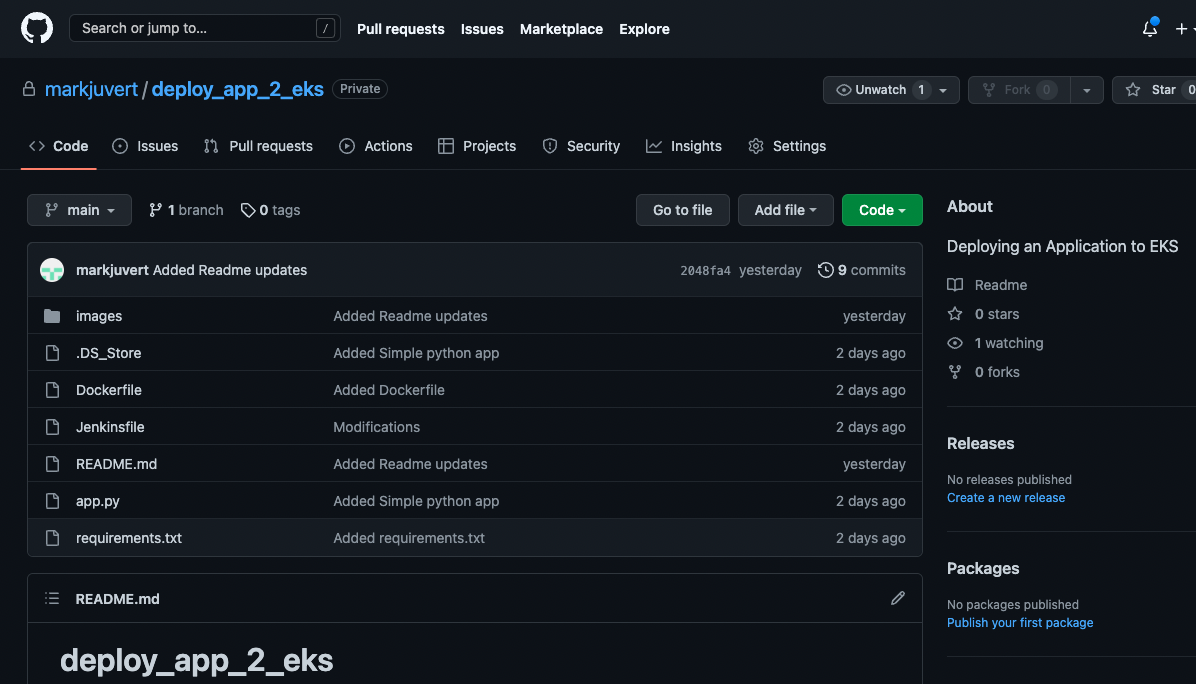 Search or jump to... / Pull requests Issues Marketplace Explore
markjuvert / deploy_app_2_eks Private Unwatch 1 Fork 0 Star 0
Code Issues Pull requests Actions Projects Security Insights Settings
main 1 branch 0 tags Go to file Add file Code
markjuvert Added Readme updates 2048fa4 yesterday 9 commits
images Added Readme updates yesterday
.DS_Store Added Simple python app 2 days ago
Dockerfile Added Dockerfile 2 days ago
Jenkinsfile Modifications 2 days ago
README.md Added Readme updates yesterday
app.py Added Simple python app 2 days ago
requirements.txt Added requirements.txt 2 days ago
README.md
deploy_app_2_eks
About
Deploying an Application to EKS
Readme
0 stars
1 watching
0 forks
Releases
No releases published
Create a new release
Packages
No packages published
Publish your first package